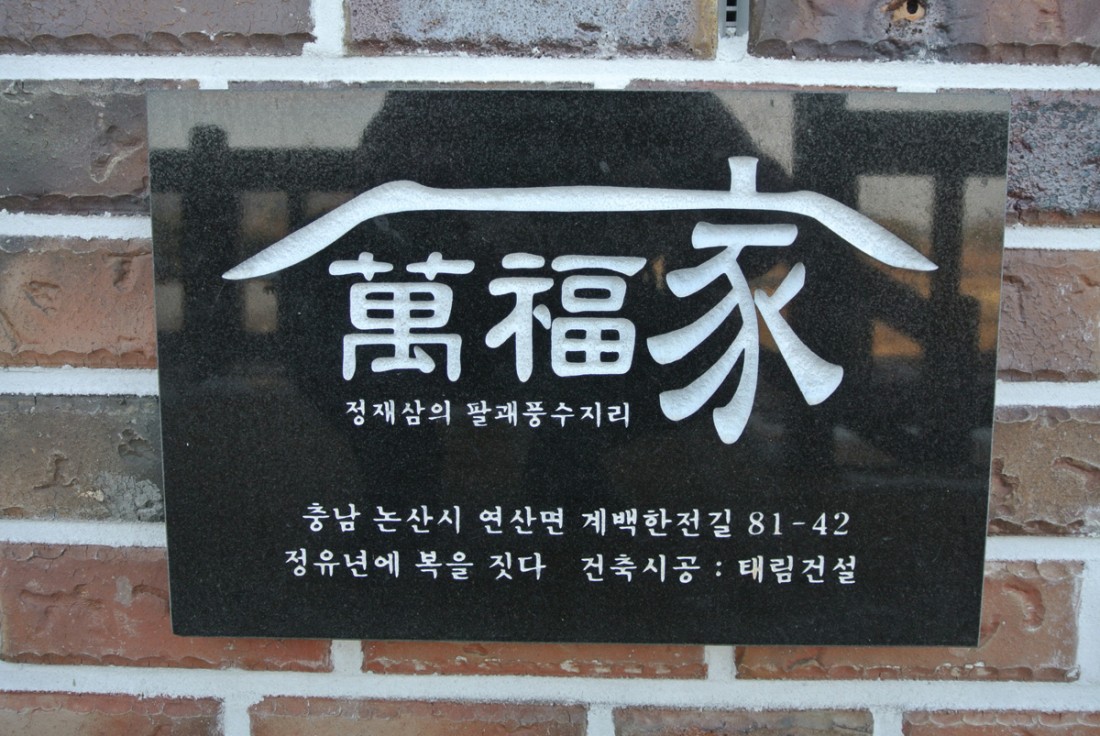 萬福家
정재삼의 팔괘풍수지리
충남 논산시 연산면 계백한전길 81-42
정유년에 복을 짓다 건축시공 : 태림건설